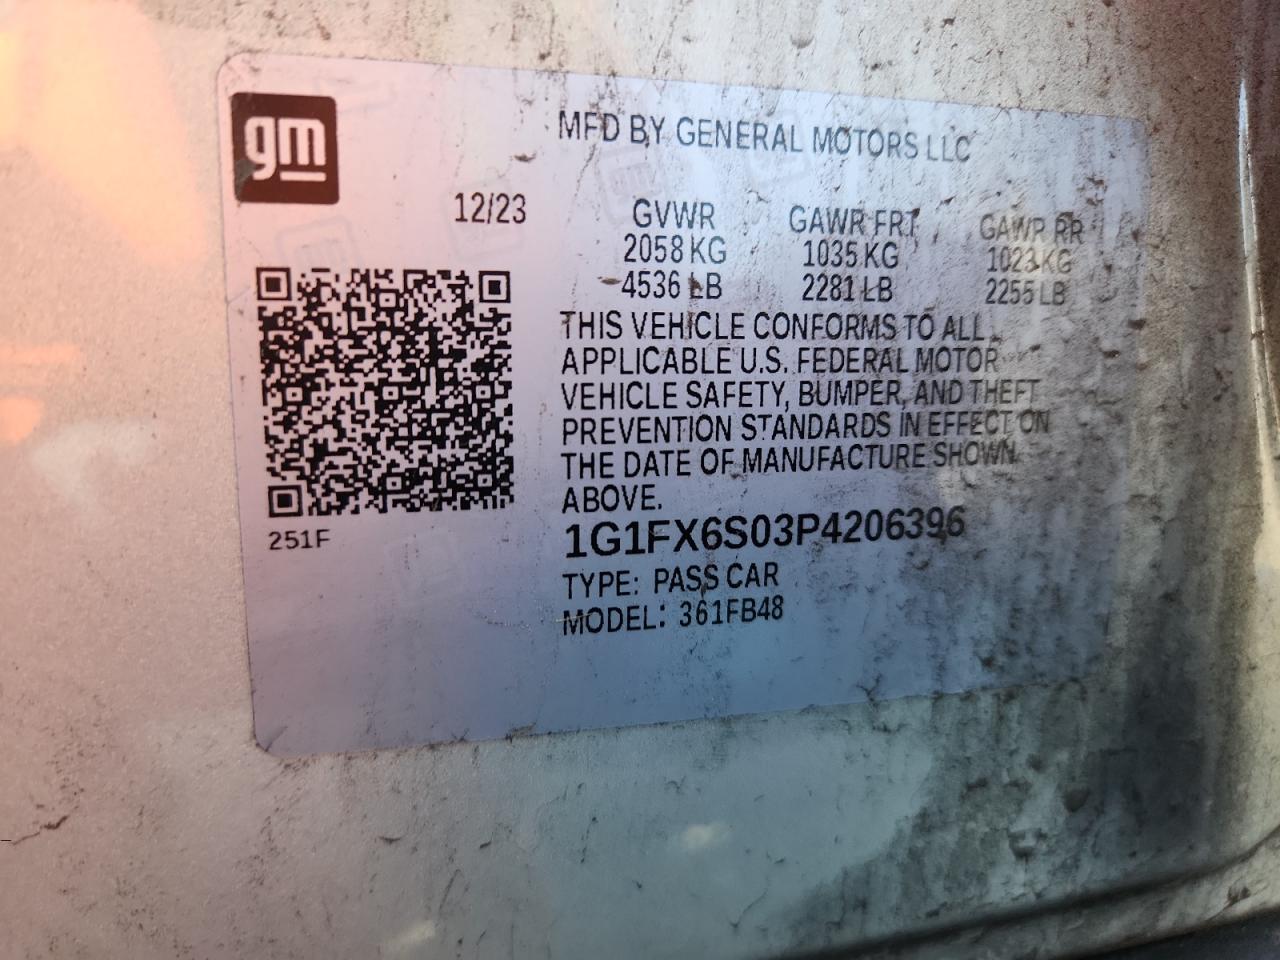 gm
MFD BY GENERAL MOTORS LLC
12/23
GVWR GAWR FRT GAWR RR
2058 KG 1035 KG 1023 KG
4536 LB 2281 LB 2255 LB
THIS VEHICLE CONFORMS TO ALL
APPLICABLE U.S. FEDERAL MOTOR
VEHICLE SAFETY, BUMPER, AND THEFT
PREVENTION STANDARDS IN EFFECT ON
THE DATE OF MANUFACTURE SHOWN
ABOVE.
251F
1G1FX6S03P4206396
TYPE: PASS CAR
MODEL: 361FB48